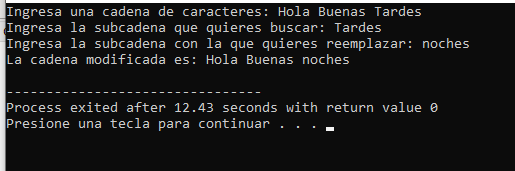 Ingresa una cadena de caracteres: Hola Buenas Tardes
Ingresa la subcadena que quieres buscar: Tardes
Ingresa la subcadena con la que quieres reemplazar: noches
La cadena modificada es: Hola Buenas noches
--------------------------------
Process exited after 12.43 seconds with return value 0
Presione una tecla para continuar . . .